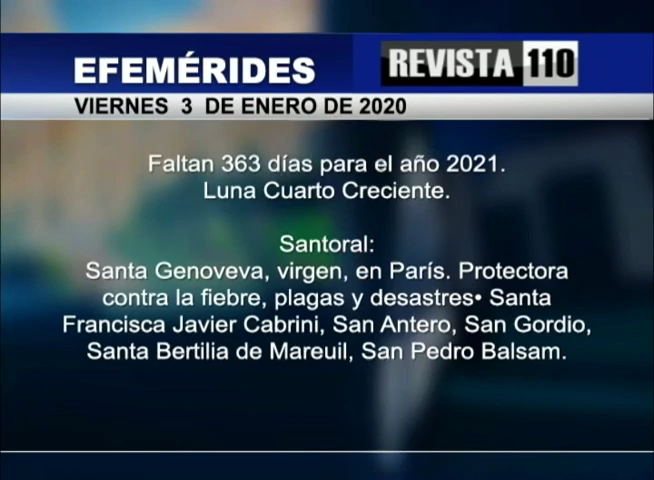 EFEMÉRIDES
REVISTA 110
VIERNES 3 DE ENERO DE 2020
Faltan 363 días para el año 2021.
Luna Cuarto Creciente.
Santoral:
Santa Genoveva, virgen, en París. Protectora
contra la fiebre, plagas y desastres• Santa
Francisca Javier Cabrini, San Antero, San Gordio,
Santa Bertilia de Mareuil, San Pedro Balsam.